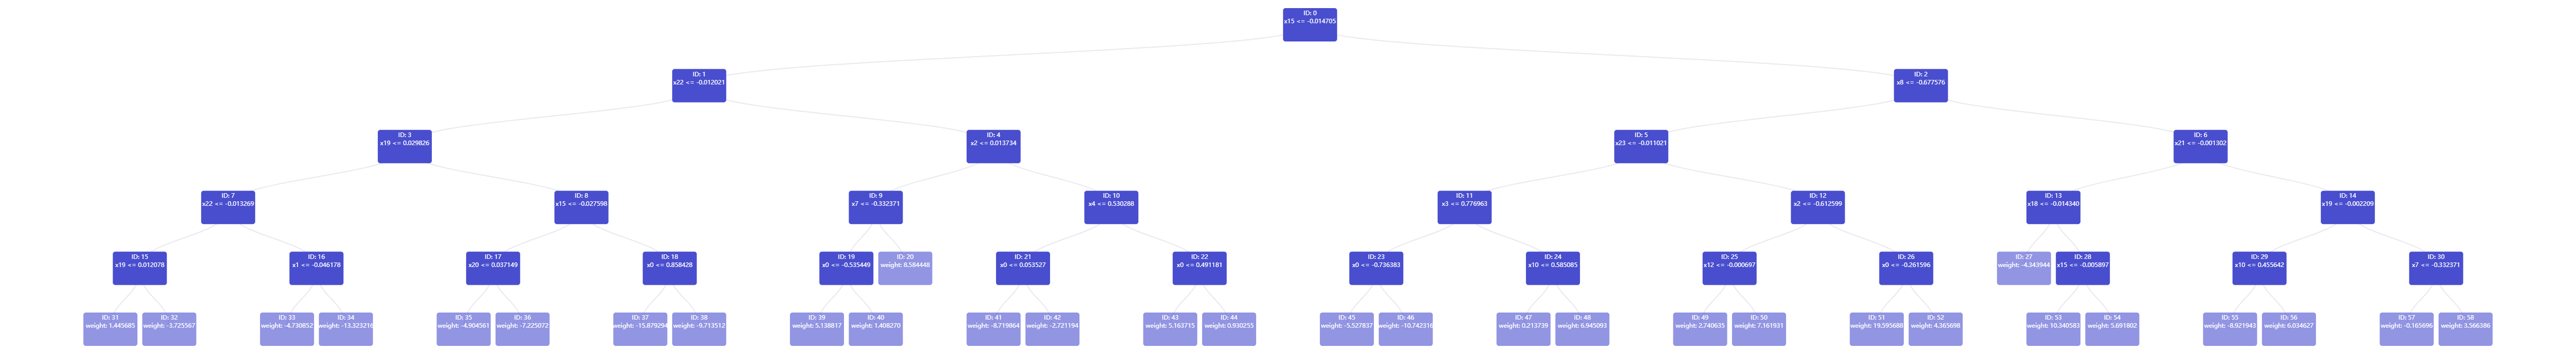 ID: 0
x15 <= -0.014705
ID: 1
x22 <= -0.012021
ID: 2
x8 <= -0.677576
ID: 3
x19 <= 0.029826
ID: 4
x2 <= 0.013734
ID: 5
x23 <= -0.011021
ID: 6
x21 <= -0.001302
ID: 7
x22 <= -0.013269
ID: 8
x15 <= -0.027598
ID: 9
x7 <= -0.332371
ID: 10
x4 <= 0.530288
ID: 11
x3 <= 0.776963
ID: 12
x2 <= -0.612599
ID: 13
x18 <= -0.014340
ID: 14
x19 <= -0.002209
ID: 15
x19 <= 0.012078
ID: 16
x1 <= -0.046178
ID: 17
x20 <= 0.037149
ID: 18
x0 <= 0.858428
ID: 19
x0 <= -0.535449
ID: 20
weight: 8.584448
ID: 21
x0 <= 0.053527
ID: 22
x0 <= 0.491181
ID: 23
x0 <= -0.736383
ID: 24
x10 <= 0.585085
ID: 25
x12 <= -0.000697
ID: 26
x0 <= -0.261596
ID: 27
weight: -4.343944
ID: 28
x15 <= -0.005897
ID: 29
x10 <= 0.455642
ID: 30
x7 <= -0.332371
ID: 31
weight: 1.445685
ID: 32
weight: -3.725567
ID: 33
weight: -4.730852
ID: 34
weight: -13.323216
ID: 35
weight: -4.904561
ID: 36
weight: -7.225072
ID: 37
weight: -15.879294
ID: 38
weight: -9.713512
ID: 39
weight: 5.138817
ID: 40
weight: 1.408270
ID: 41
weight: -8.719864
ID: 42
weight: -2.721194
ID: 43
weight: 5.163715
ID: 44
weight: 0.930255
ID: 45
weight: -5.527837
ID: 46
weight: -10.742316
ID: 47
weight: 0.213739
ID: 48
weight: 6.945093
ID: 49
weight: 2.740635
ID: 50
weight: 7.161931
ID: 51
weight: 19.595688
ID: 52
weight: 4.365698
ID: 53
weight: 10.340583
ID: 54
weight: 5.691802
ID: 55
weight: -8.921943
ID: 56
weight: 6.034627
ID: 57
weight: -0.165696
ID: 58
weight: 3.566386